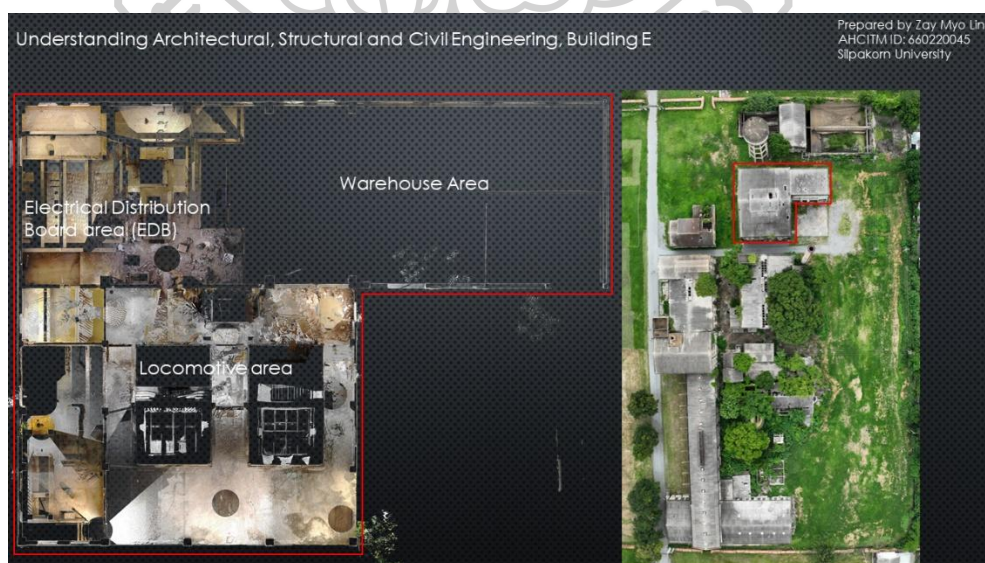 Understanding Architectural, Structural and Civil Engineering, Building E
Prepared by Zay Myo Lin
AHCITM ID: 660220045
Silpakorn University
Warehouse Area
Electrical Distribution
Board area (EDB)
Locomotive area